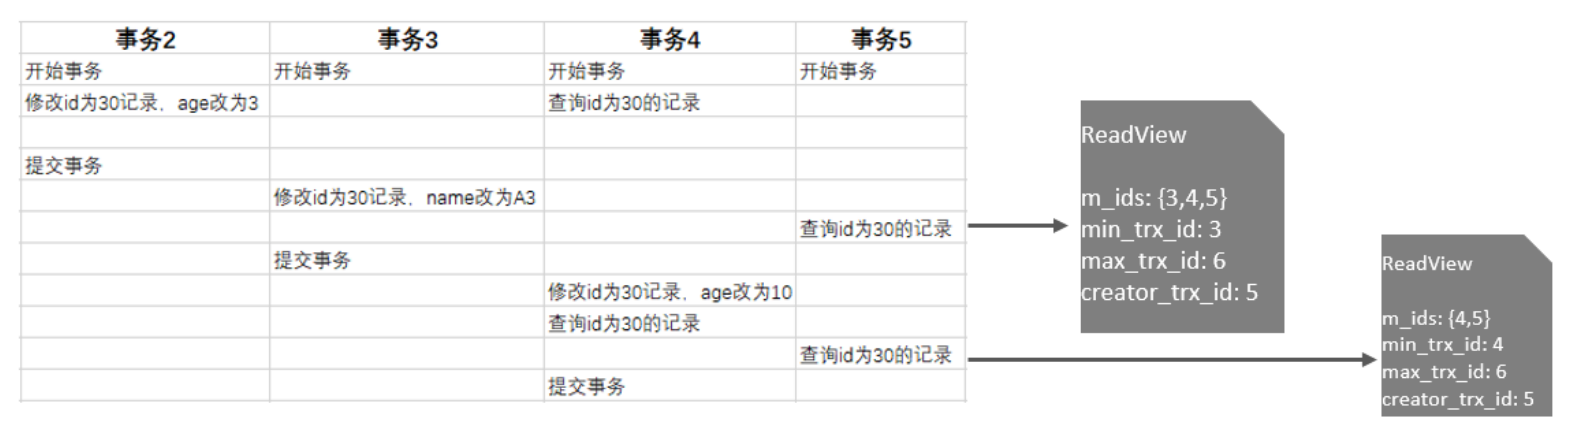 事务2 事务3 事务4 事务5
开始事务 开始事务 开始事务 开始事务
修改id为30记录，age改为3 查询id为30的记录
提交事务
修改id为30记录，name改为A3
查询id为30的记录
提交事务
修改id为30记录，age改为10
查询id为30的记录
查询id为30的记录
提交事务
ReadView
m_ids: {3,4,5}
min_trx_id: 3
max_trx_id: 6
creator_trx_id: 5
ReadView
m_ids: {4,5}
min_trx_id: 4
max_trx_id: 6
creator_trx_id: 5